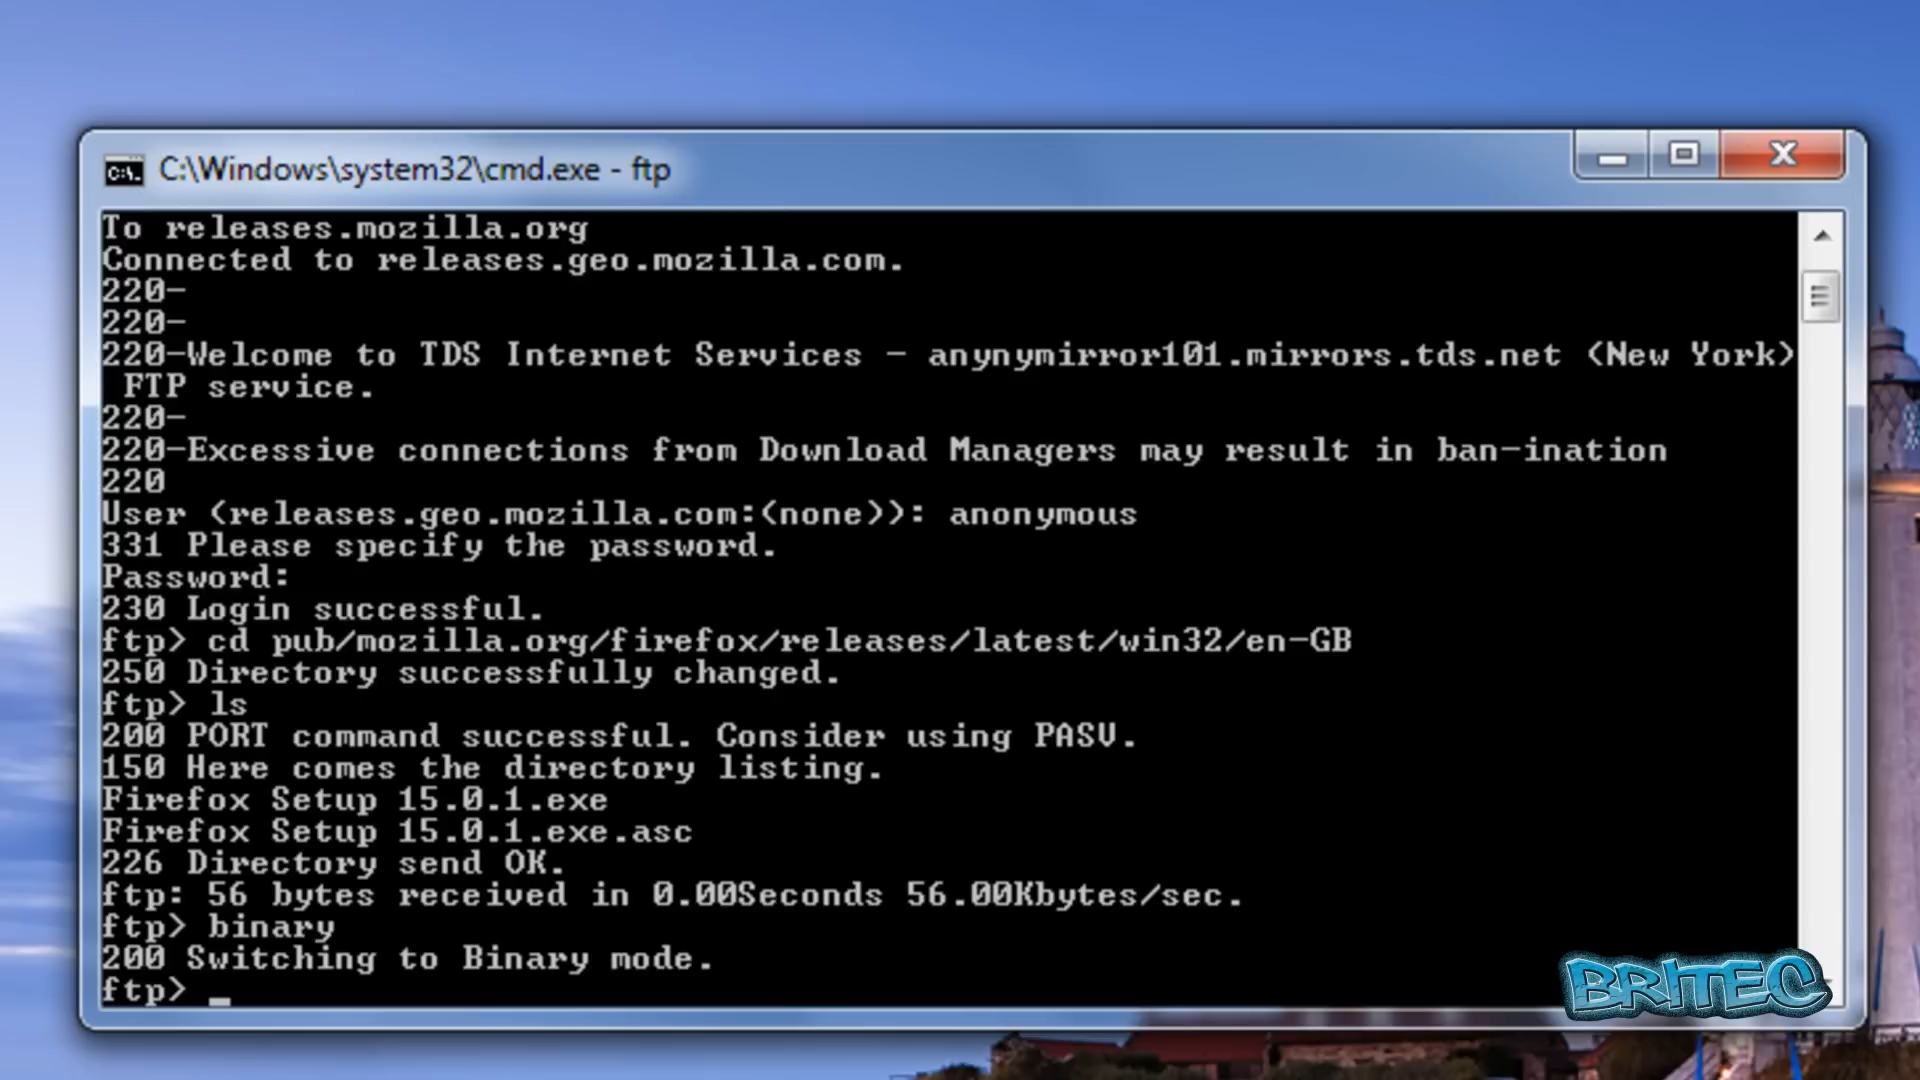 C:\Windows\system32\cmd.exe - ftp
To releases.mozilla.org
Connected to releases.geo.mozilla.com.
220-
220-
220-Welcome to TDS Internet Services - anynymirror101.mirrors.tds.net (New York)
 FTP service.
220-
220-Excessive connections from Download Managers may result in ban-ination
220
User (releases.geo.mozilla.com:(none)): anonymous
331 Please specify the password.
Password:
230 Login successful.
ftp> cd pub/mozilla.org/firefox/releases/latest/win32/en-GB
250 Directory successfully changed.
ftp> ls
200 PORT command successful. Consider using PASV.
150 Here comes the directory listing.
Firefox Setup 15.0.1.exe
Firefox Setup 15.0.1.exe.asc
226 Directory send OK.
ftp: 56 bytes received in 0.00Seconds 56.00Kbytes/sec.
ftp> binary
200 Switching to Binary mode.
ftp> _
BRITEC